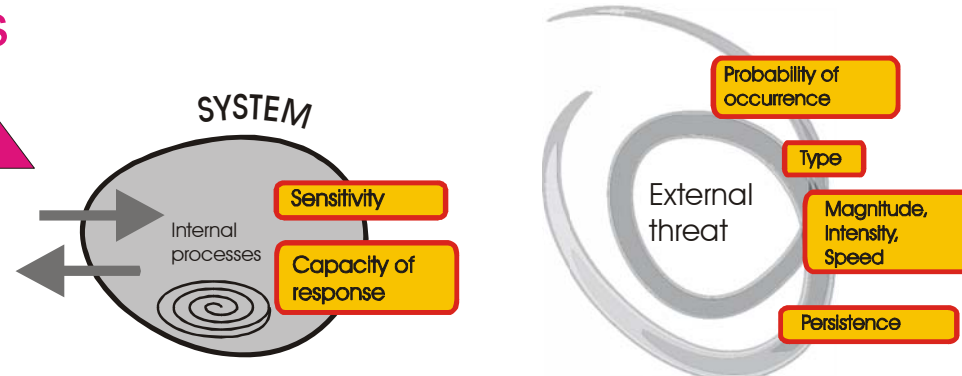 S
SYSTEM
Sensitivity
Internal
processes
Capacity of
response
Probability of
occurrence
Type
External
threat
Magnitude,
Intensity,
Speed
Persistence